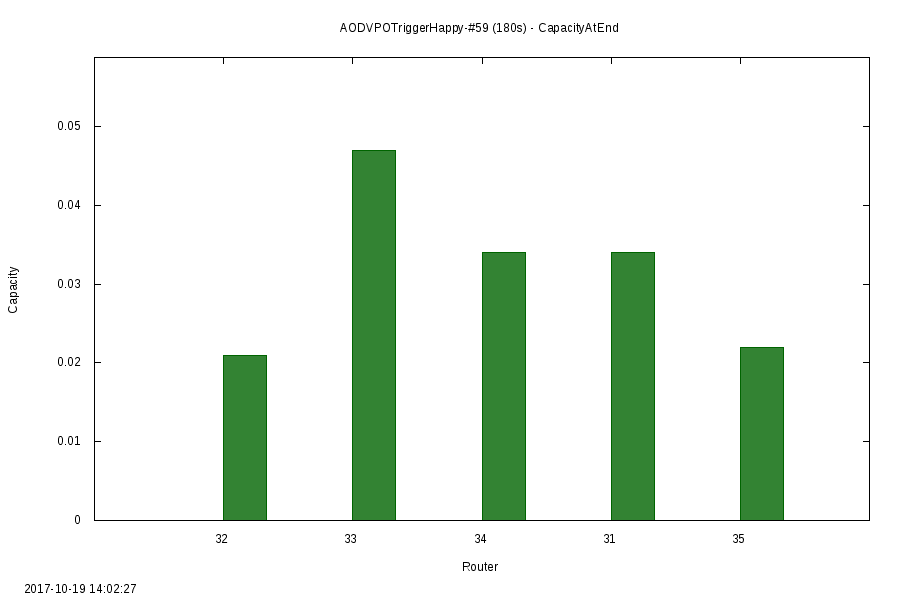 AODVPOTriggerHappy-#59 (180s) - CapacityAtEnd
0.05
0.04
0.03
0.02
0.01
0
Capacity
32 33 34 31 35
Router
2017-10-19 14:02:27